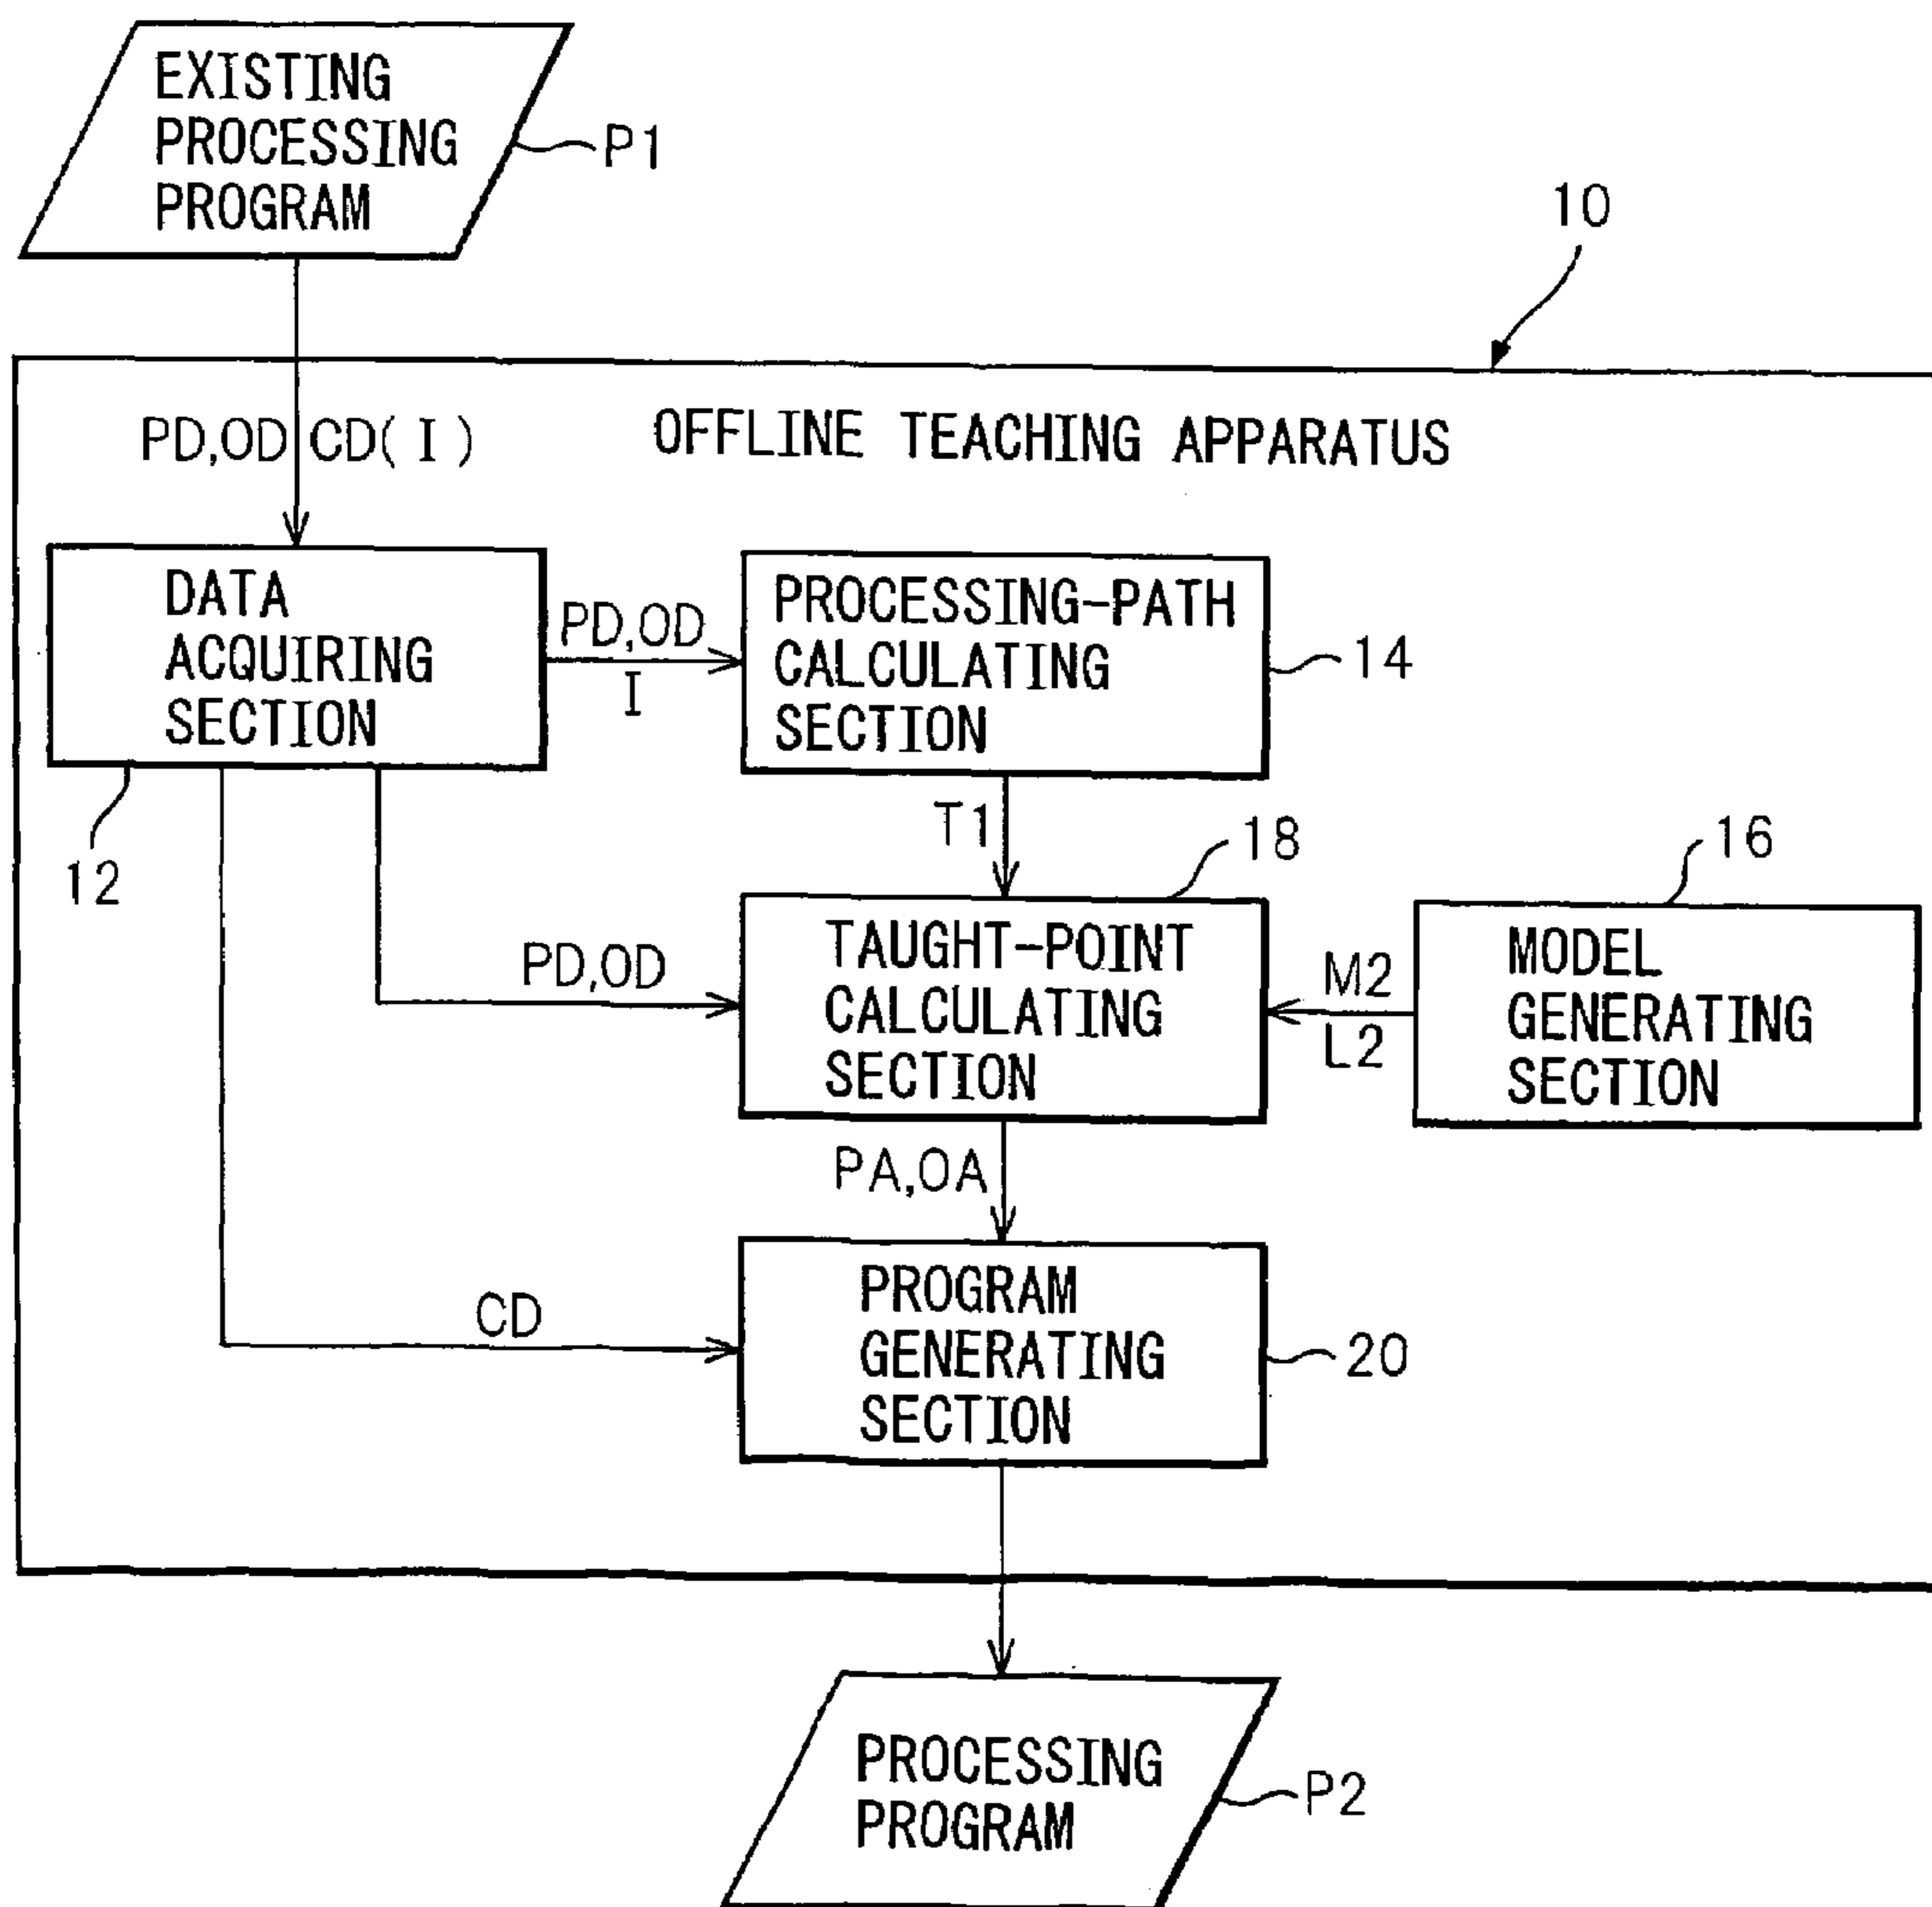 EXISTING
PROCESSING
PROGRAM
P1
10
PD,OD CD(I)
OFFLINE TEACHING APPARATUS
DATA
ACQUIRING
SECTION
12
PD,OD
I
PROCESSING-PATH
CALCULATING
SECTION
14
T1
18
16
PD,OD
TAUGHT-POINT
CALCULATING
SECTION
M2
L2
MODEL
GENERATING
SECTION
PA,OA
CD
PROGRAM
GENERATING
SECTION
20
PROCESSING
PROGRAM
P2